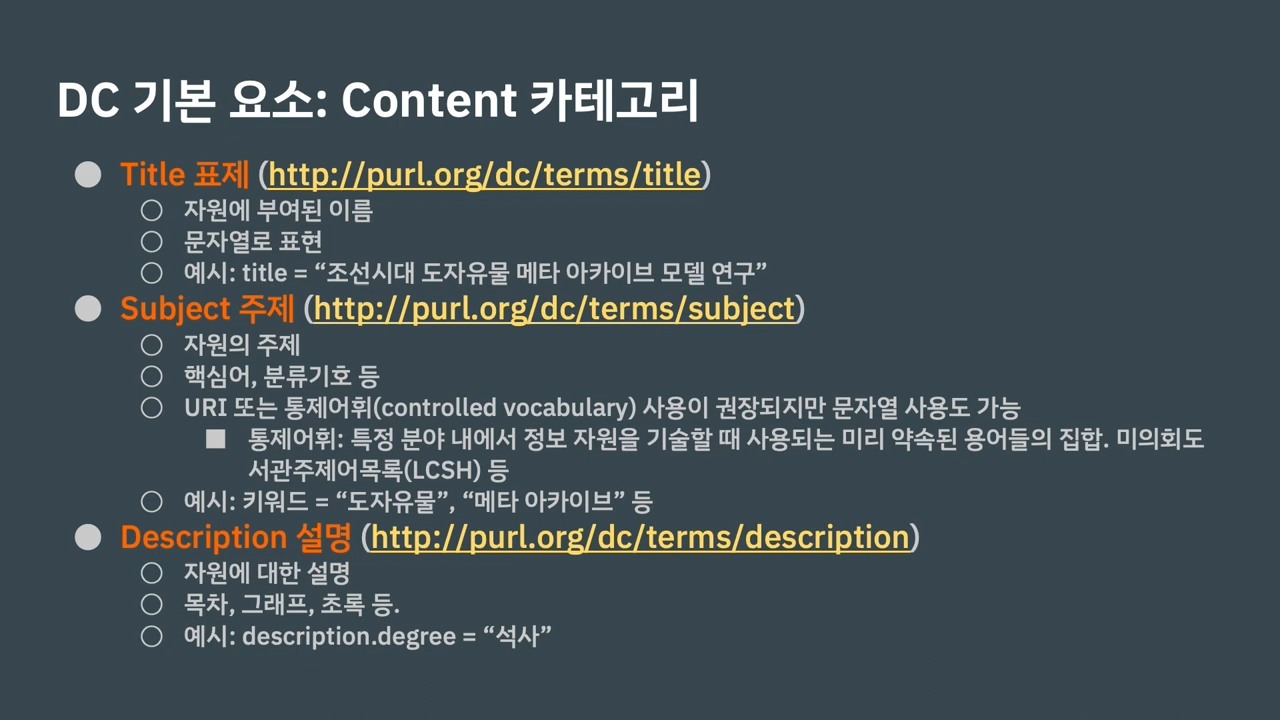 DC 기본 요소: Content 카테고리
● Title 표제 (http://purl.org/dc/terms/title)
○ 자원에 부여된 이름
○ 문자열로 표현
○ 예시: title = “조선시대 도자유물 메타 아카이브 모델 연구”
● Subject 주제 (http://purl.org/dc/terms/subject)
○ 자원의 주제
○ 핵심어, 분류기호 등
○ URI 또는 통제어휘(controlled vocabulary) 사용이 권장되지만 문자열 사용도 가능
■ 통제어휘: 특정 분야 내에서 정보 자원을 기술할 때 사용되는 미리 약속된 용어들의 집합. 미의회도
서관주제어목록(LCSH) 등
○ 예시: 키워드 = “도자유물”, “메타 아카이브” 등
● Description 설명 (http://purl.org/dc/terms/description)
○ 자원에 대한 설명
○ 목차, 그래프, 초록 등.
○ 예시: description.degree = “석사”